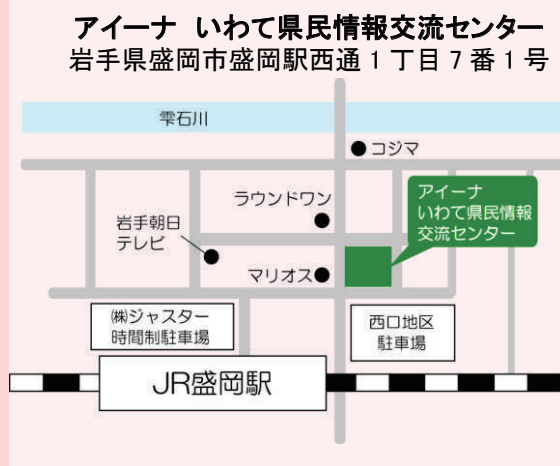 アイーナ いわて県民情報交流センター
岩手県盛岡市盛岡駅西通1丁目7番1号
雫石川
コジマ
アイーナ
いわて県民情報
交流センター
ラウンドワン
岩手朝日
テレビ
マリオス
㈱ジャスター
時間制駐車場
西口地区
駐車場
JR盛岡駅